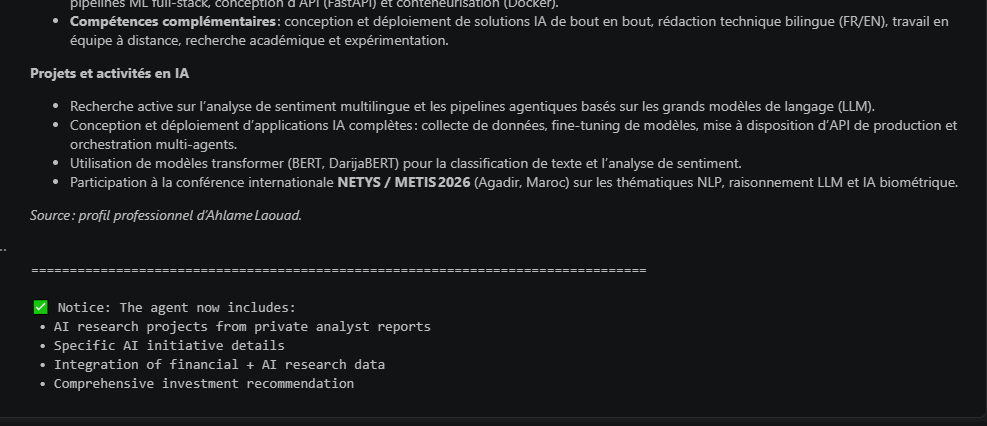 pipelines ML full-stack, conception d'API (FastAPI) et conteneurisation (Docker).
• Compétences complémentaires : conception et déploiement de solutions IA de bout en bout, rédaction technique bilingue (FR/EN), travail en
équipe à distance, recherche académique et expérimentation.
Projets et activités en IA
• Recherche active sur l'analyse de sentiment multilingue et les pipelines agentiques basés sur les grands modèles de langage (LLM).
• Conception et déploiement d'applications IA complètes : collecte de données, fine-tuning de modèles, mise à disposition d'API de production et
orchestration multi-agents.
• Utilisation de modèles transformer (BERT, DarijaBERT) pour la classification de texte et l'analyse de sentiment.
• Participation à la conférence internationale NETYS / METIS 2026 (Agadir, Maroc) sur les thématiques NLP, raisonnement LLM et IA biométrique.
Source : profil professionnel d'Ahlame Laouad.
..
================================================================================
✅ Notice: The agent now includes:
• AI research projects from private analyst reports
• Specific AI initiative details
• Integration of financial + AI research data
• Comprehensive investment recommendation